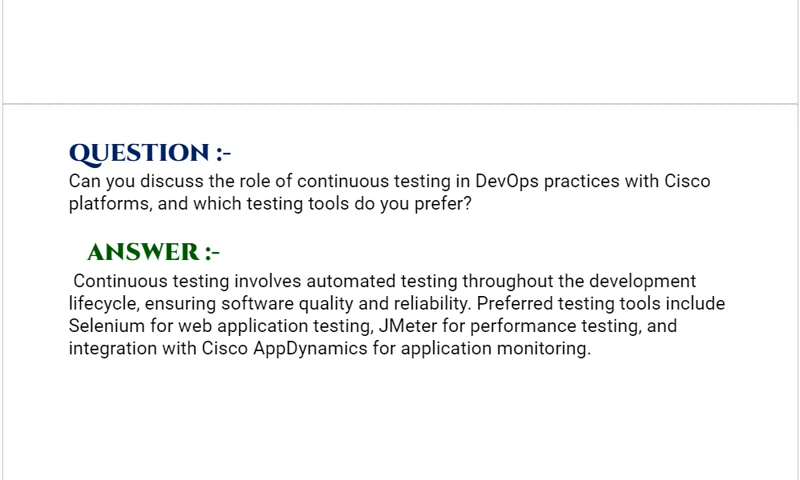 QUESTION :-
Can you discuss the role of continuous testing in DevOps practices with Cisco
platforms, and which testing tools do you prefer?
ANSWER :-
Continuous testing involves automated testing throughout the development
lifecycle, ensuring software quality and reliability. Preferred testing tools include
Selenium for web application testing, JMeter for performance testing, and
integration with Cisco AppDynamics for application monitoring.